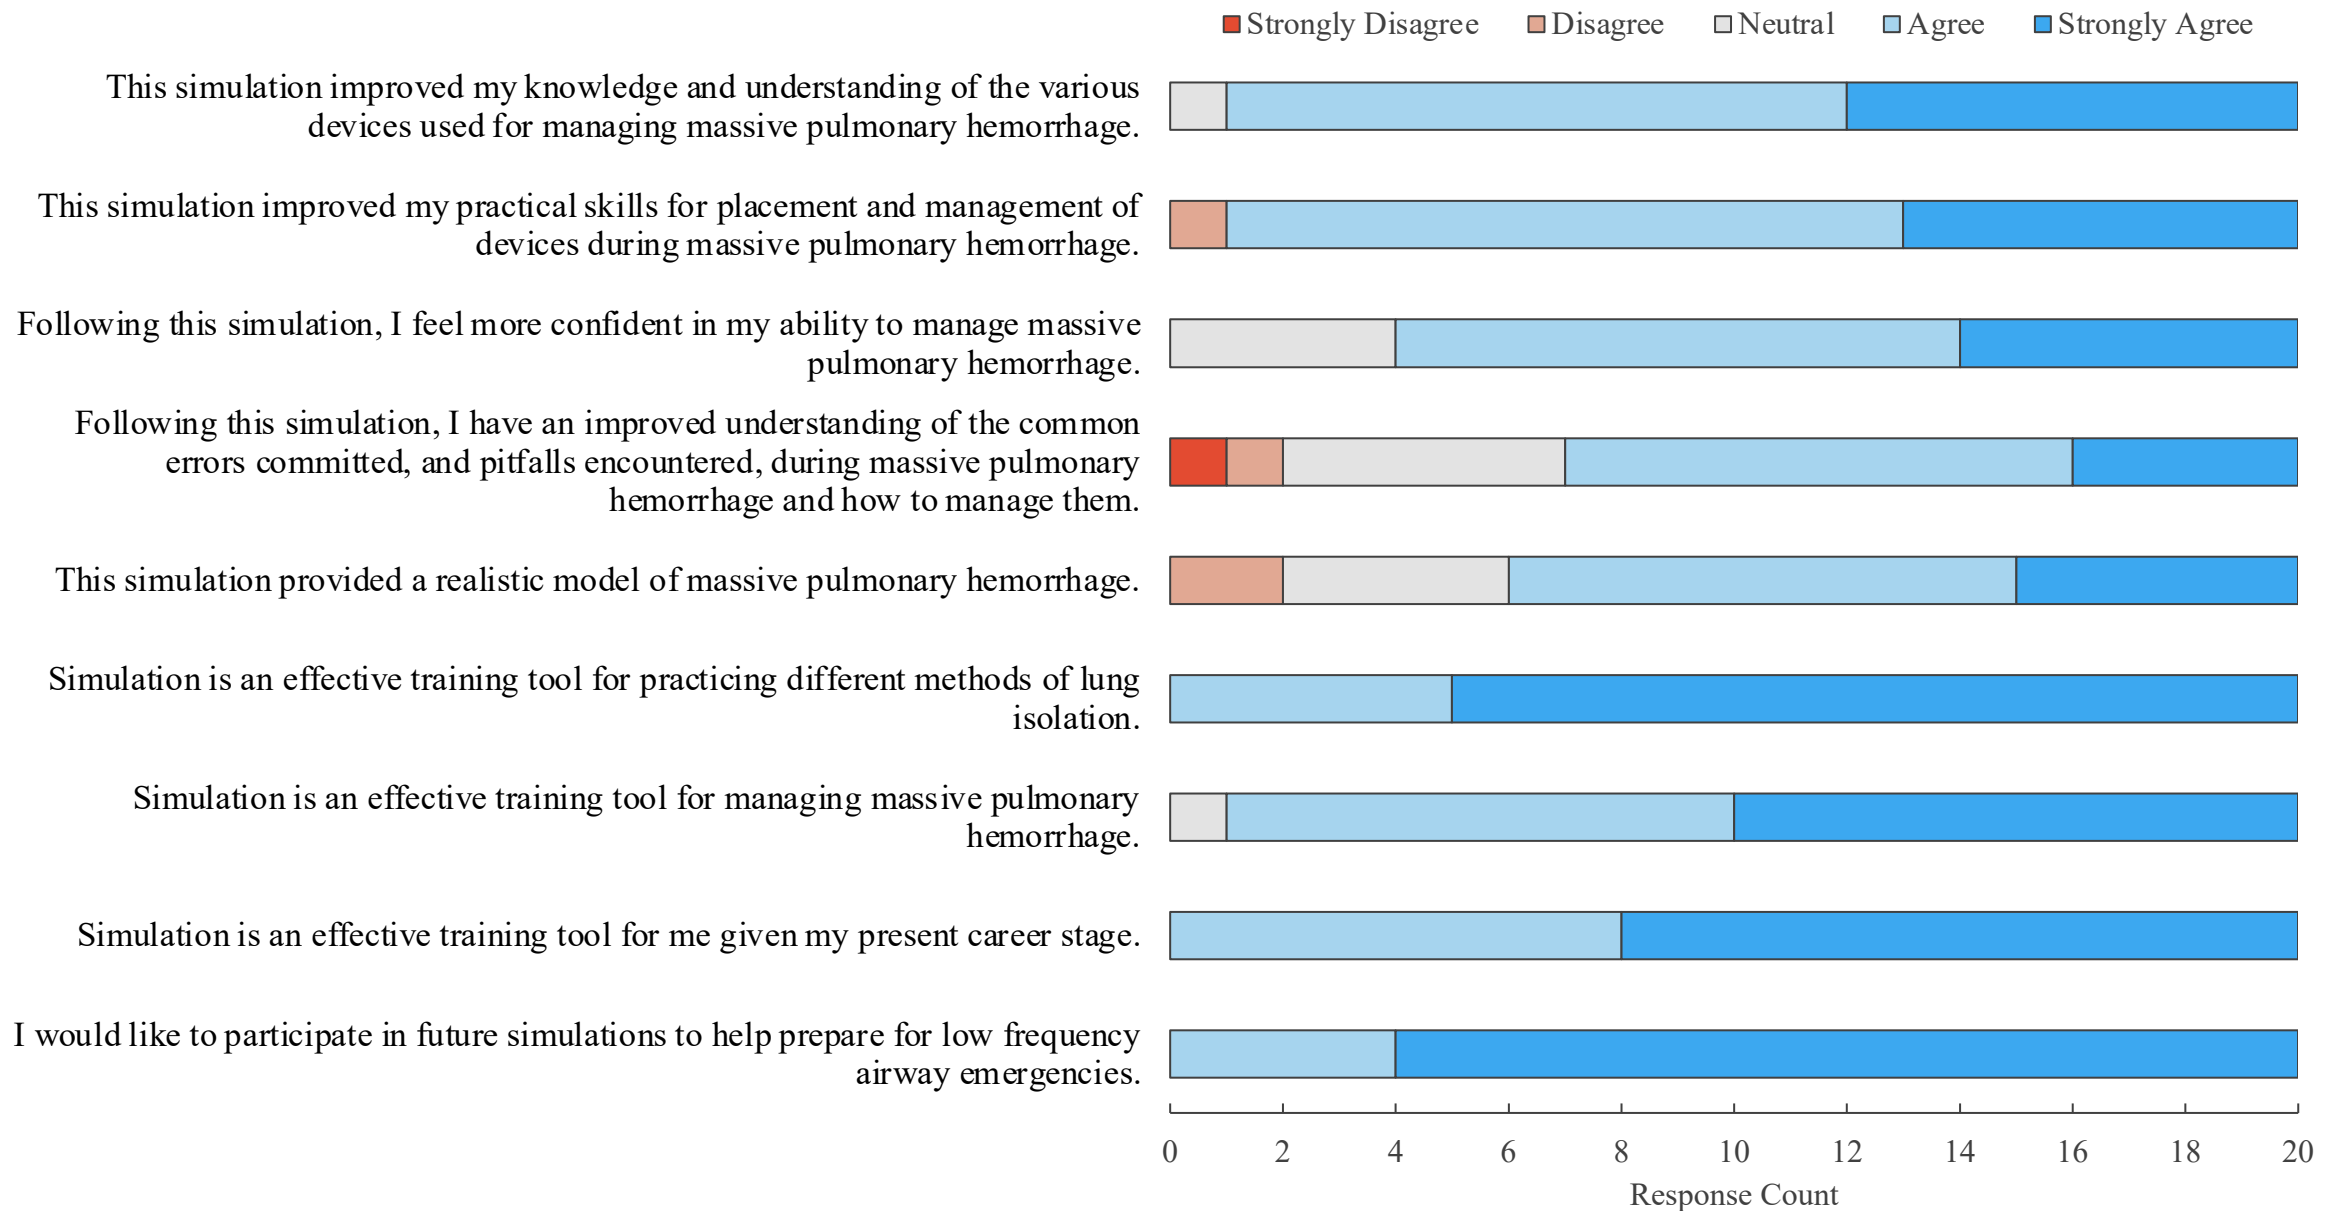 Strongly Disagree Disagree Neutral Agree Strongly Agree
This simulation improved my knowledge and understanding of the various
devices used for managing massive pulmonary hemorrhage.
This simulation improved my practical skills for placement and management of
devices during massive pulmonary hemorrhage.
Following this simulation, I feel more confident in my ability to manage massive
pulmonary hemorrhage.
Following this simulation, I have an improved understanding of the common
errors committed, and pitfalls encountered, during massive pulmonary
hemorrhage and how to manage them.
This simulation provided a realistic model of massive pulmonary hemorrhage.
Simulation is an effective training tool for practicing different methods of lung
isolation.
Simulation is an effective training tool for managing massive pulmonary
hemorrhage.
Simulation is an effective training tool for me given my present career stage.
I would like to participate in future simulations to help prepare for low frequency
airway emergencies.
0 2 4 6 8 10 12 14 16 18 20
Response Count